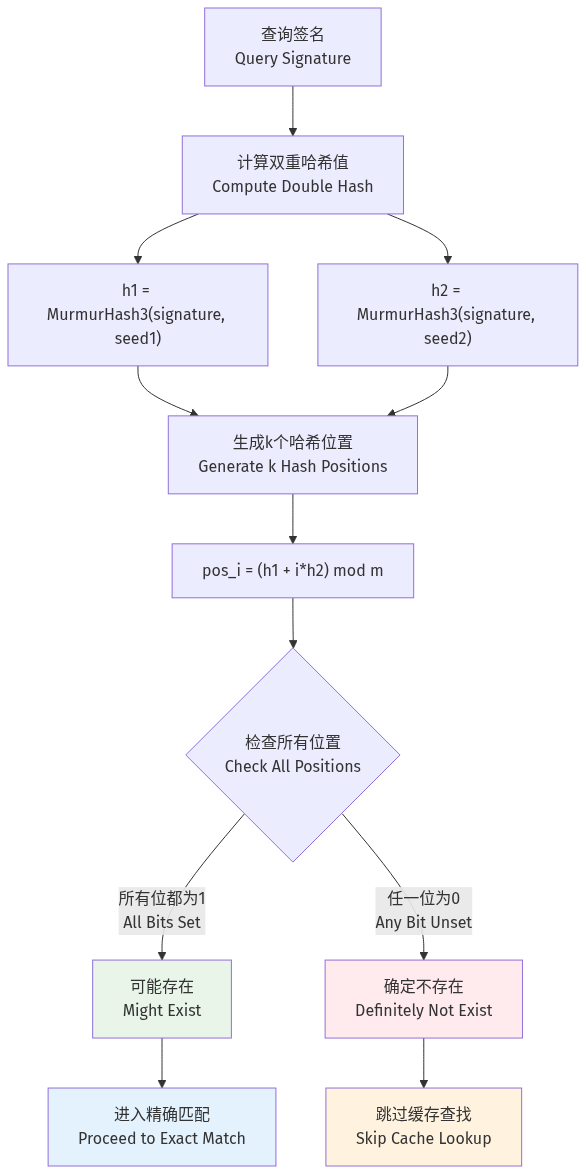 查询签名
Query Signature
计算双重哈希值
Compute Double Hash
h1 =
MurmurHash3(signature,
seed1)
h2 =
MurmurHash3(signature,
seed2)
生成k个哈希位置
Generate k Hash Positions
pos_i = (h1 + i*h2) mod m
检查所有位置
Check All Positions
所有位都为1
All Bits Set
任一位为0
Any Bit Unset
可能存在
Might Exist
确定不存在
Definitely Not Exist
进入精确匹配
Proceed to Exact Match
跳过缓存查找
Skip Cache Lookup